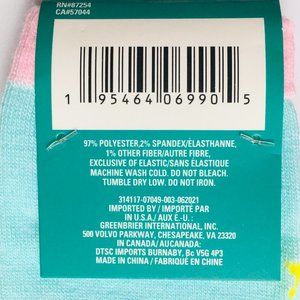 RN#87254
CA#57044
1 95464 06990 5
97% POLYESTER,2% SPANDEX/ÉLASTHANNE,
1% OTHER FIBER/AUTRE FIBRE,
EXCLUSIVE OF ELASTIC/SANS ÉLASTIQUE
MACHINE WASH COLD. DO NOT BLEACH.
TUMBLE DRY LOW. DO NOT IRON.
314117-07049-003-062021
IMPORTED BY / IMPORTÉ PAR
IN U.S.A./ AUX É.-U. :
GREENBRIER INTERNATIONAL, INC.
500 VOLVO PARKWAY, CHESAPEAKE, VA 23320
IN CANADA/ AUCANADA:
DTSC IMPORTS BURNABY, Bc V5G 4P3
MADE IN CHINA / FABRIQUÉ EN CHINE